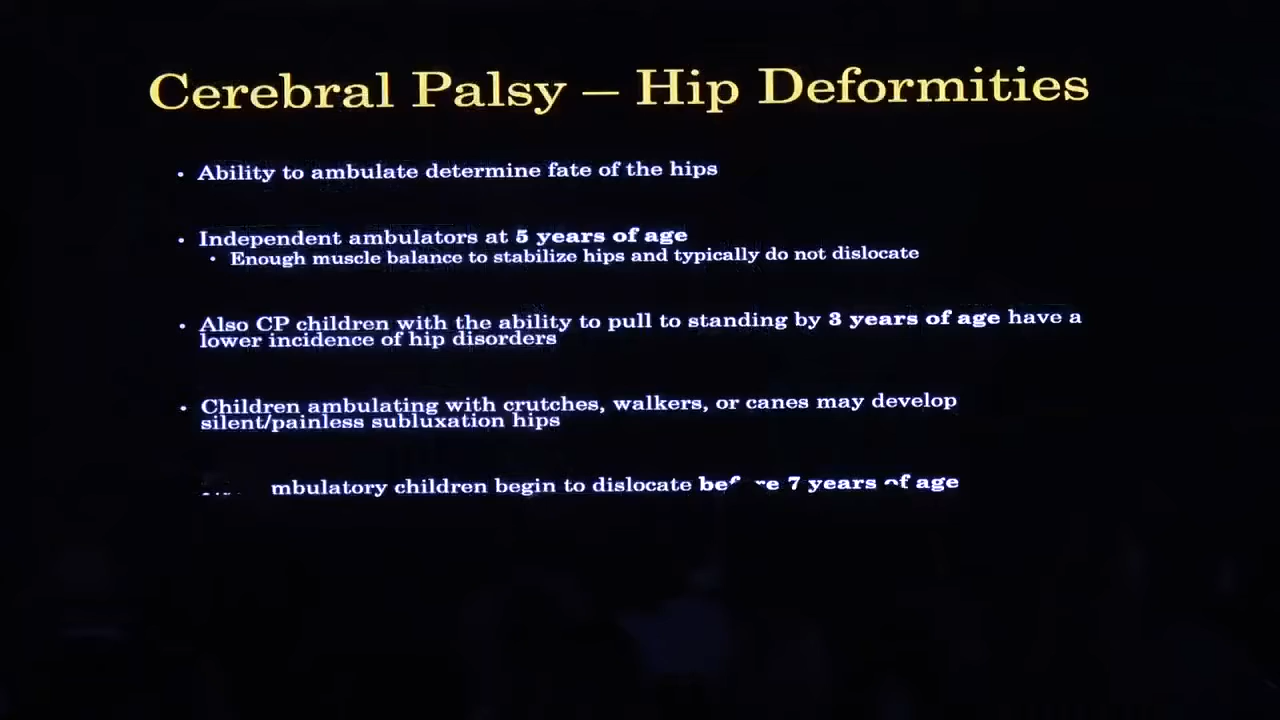 Cerebral Palsy – Hip Deformities
• Ability to ambulate determine fate of the hips
• Independent ambulators at 5 years of age
• Enough muscle balance to stabilize hips and typically do not dislocate
• Also CP children with the ability to pull to standing by 3 years of age have a
lower incidence of hip disorders
• Children ambulating with crutches, walkers, or canes may develop
silent/painless subluxation hips
mbulatory children begin to dislocate before 7 years of age